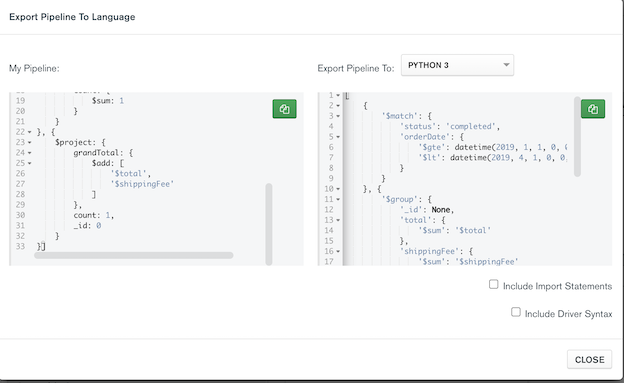 Export Pipeline To Language
My Pipeline:
Export Pipeline To: PYTHON 3
19 $sum: 1
20 }
21 }
22 }, {
23 $project: {
24 grandTotal: {
25 $add: [
26 '$total',
27 '$shippingFee'
28 ]
29 },
30 count: 1,
31 _id: 0
32 }
33 }]
1 [
2 {
3 '$match': {
4 'status': 'completed',
5 'orderDate': {
6 '$gte': datetime(2019, 1, 1, 0,
7 '$lt': datetime(2019, 4, 1, 0, 0,
8 }
9 }
10 }, {
11 '$group': {
12 '_id': None,
13 'total': {
14 '$sum': '$total'
15 },
16 'shippingFee': {
17 '$sum': '$shippingFee'
Include Import Statements
Include Driver Syntax
CLOSE